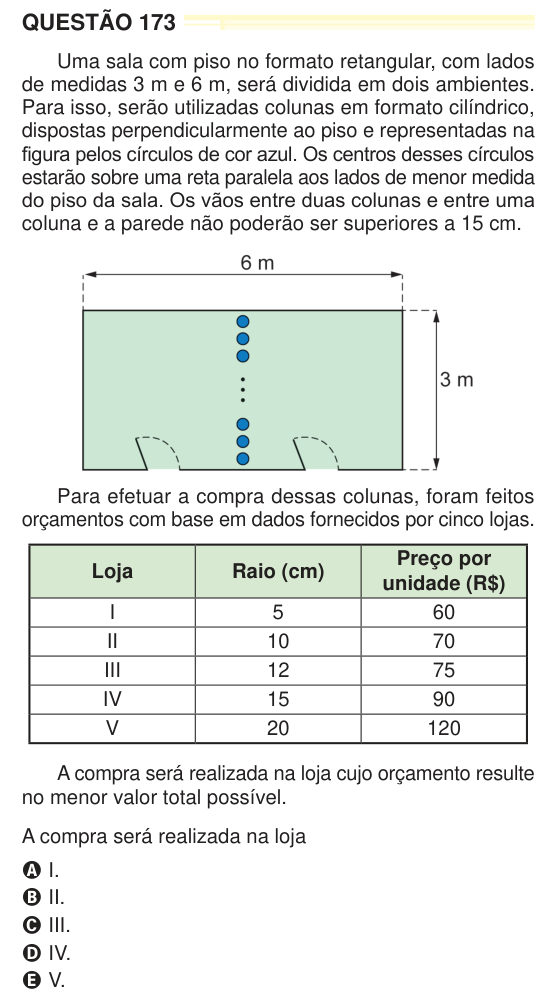 QUESTÃO 173
Uma sala com piso no formato retangular, com lados
de medidas 3 m e 6 m, será dividida em dois ambientes.
Para isso, serão utilizadas colunas em formato cilíndrico,
dispostas perpendicularmente ao piso e representadas na
figura pelos círculos de cor azul. Os centros desses círculos
estarão sobre uma reta paralela aos lados de menor medida
do piso da sala. Os vãos entre duas colunas e entre uma
coluna e a parede não poderão ser superiores a 15 cm.
6 m
3 m
Para efetuar a compra dessas colunas, foram feitos
orçamentos com base em dados fornecidos por cinco lojas.
Loja Raio (cm) Preço por unidade (R$)
I 5 60
II 10 70
III 12 75
IV 15 90
V 20 120
A compra será realizada na loja cujo orçamento resulte
no menor valor total possível.
A compra será realizada na loja
A I.
B II.
C III.
D IV.
E V.